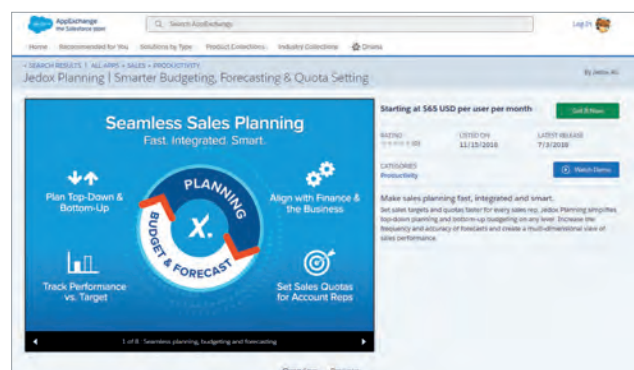 AppExchange
the Salesforce store
Search AppExchange
Log In
Home Recommended for You Solutions by Type Product Collections Industry Collections
< SEARCH RESULTS | ALL APPS > SALES > PRODUCTIVITY
Jedox Planning | Smarter Budgeting, Forecasting & Quota Setting
By Jedox AG
Seamless Sales Planning
Fast. Integrated. Smart.
Plan Top-Down &
Bottom-Up
Align with Finance &
the Business
PLANNING
X.
BUDGET & FORECAST
Track Performance
vs. Target
Set Sales Quotas
for Account Reps
1 of 8 Seamless planning, budgeting and forecasting
Starting at $65 USD per user per month
Get It Now
RATING LISTED ON LATEST RELEASE
11/15/2018 7/3/2019
CATEGORIES
Productivity
Watch Demo
Make sales planning fast, integrated and smart.
Set sales targets and quotas faster for every sales rep. Jedox Planning simplifies
top-down planning and bottom-up budgeting on any level. Increase the
frequency and accuracy of forecasts and create a multi-dimensional view of
sales performance.